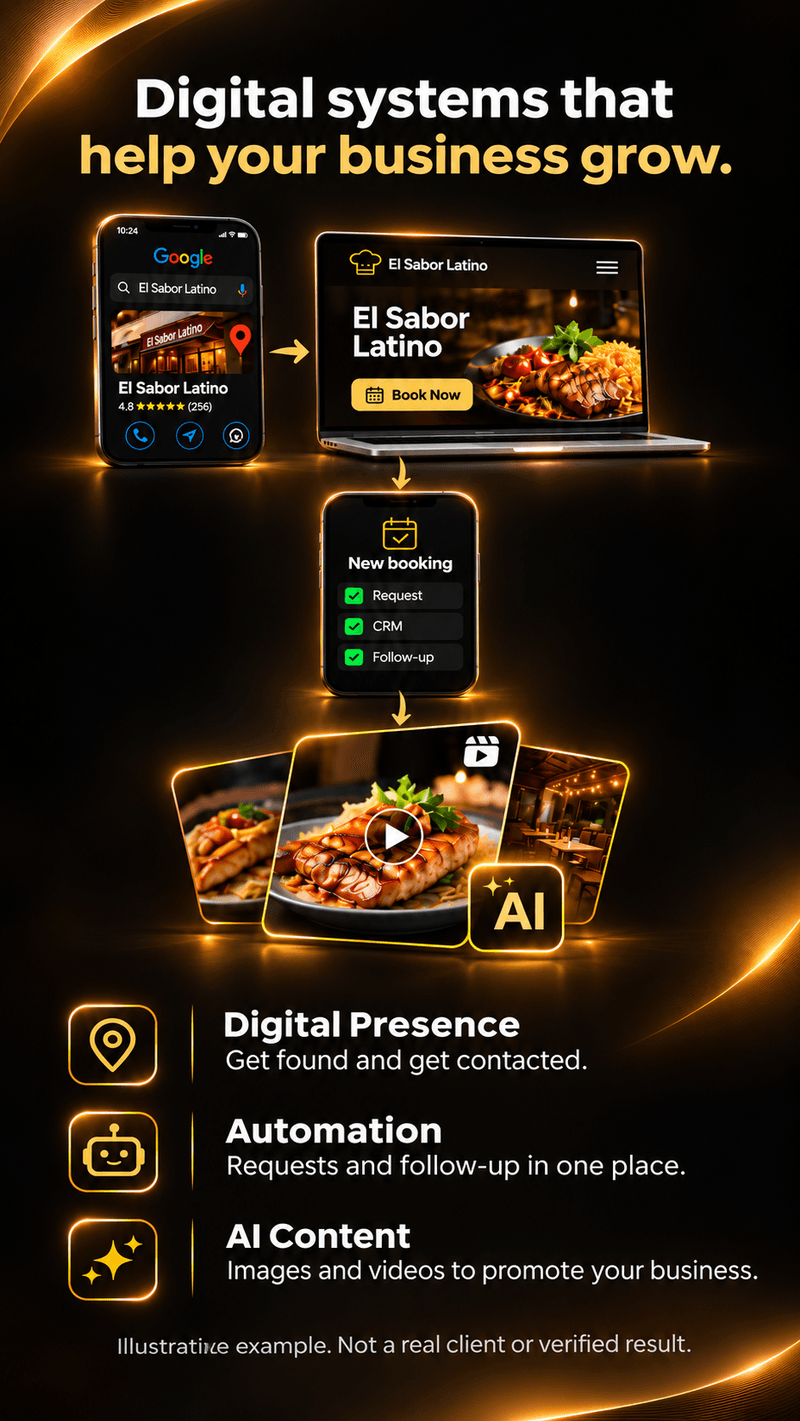 Digital systems that
help your business grow.
10:24
Google
El Sabor Latino
El Sabor Latino
El Sabor Latino
4.8 ★★★★★ (256)
El Sabor Latino
El Sabor
Latino
Book Now
New booking
Request
CRM
Follow-up
AI
Digital Presence
Get found and get contacted.
Automation
Requests and follow-up in one place.
AI Content
Images and videos to promote your business.
Illustrative example. Not a real client or verified result.